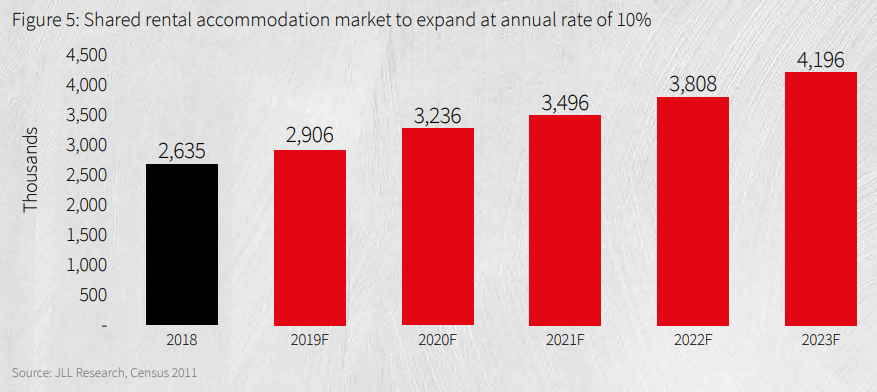 Figure 5: Shared rental accommodation market to expand at annual rate of 10%
4,500
4,000
3,500
3,000
2,500
2,000
1,500
1,000
500
-
Thousands
2,635
2,906
3,236
3,496
3,808
4,196
2018
2019F
2020F
2021F
2022F
2023F
Source: JLL Research, Census 2011